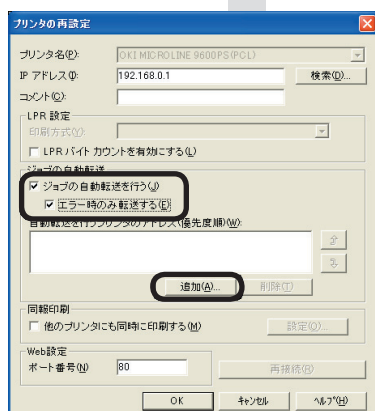 プリンタの再設定
プリンタ名(P):
OKI MICROLINE 9600PS(PCL)
IP アドレス(I):
192.168.0.1
検索(D)...
コメント(C):
LPR 設定
印刷方式(Y):
LPR バイト カウントを有効にする(L)
ジョブの自動転送
ジョブの自動転送を行う(J)
エラー時のみ転送する(E)
自動転送を行うプリンタのアドレス(優先度順)(W):
追加(A)...
削除(T)
同報印刷
他のプリンタにも同時に印刷する(M)
設定(O)...
Web設定
ポート番号(N)
80
再接続(R)
OK
キャンセル
ヘルプ(H)